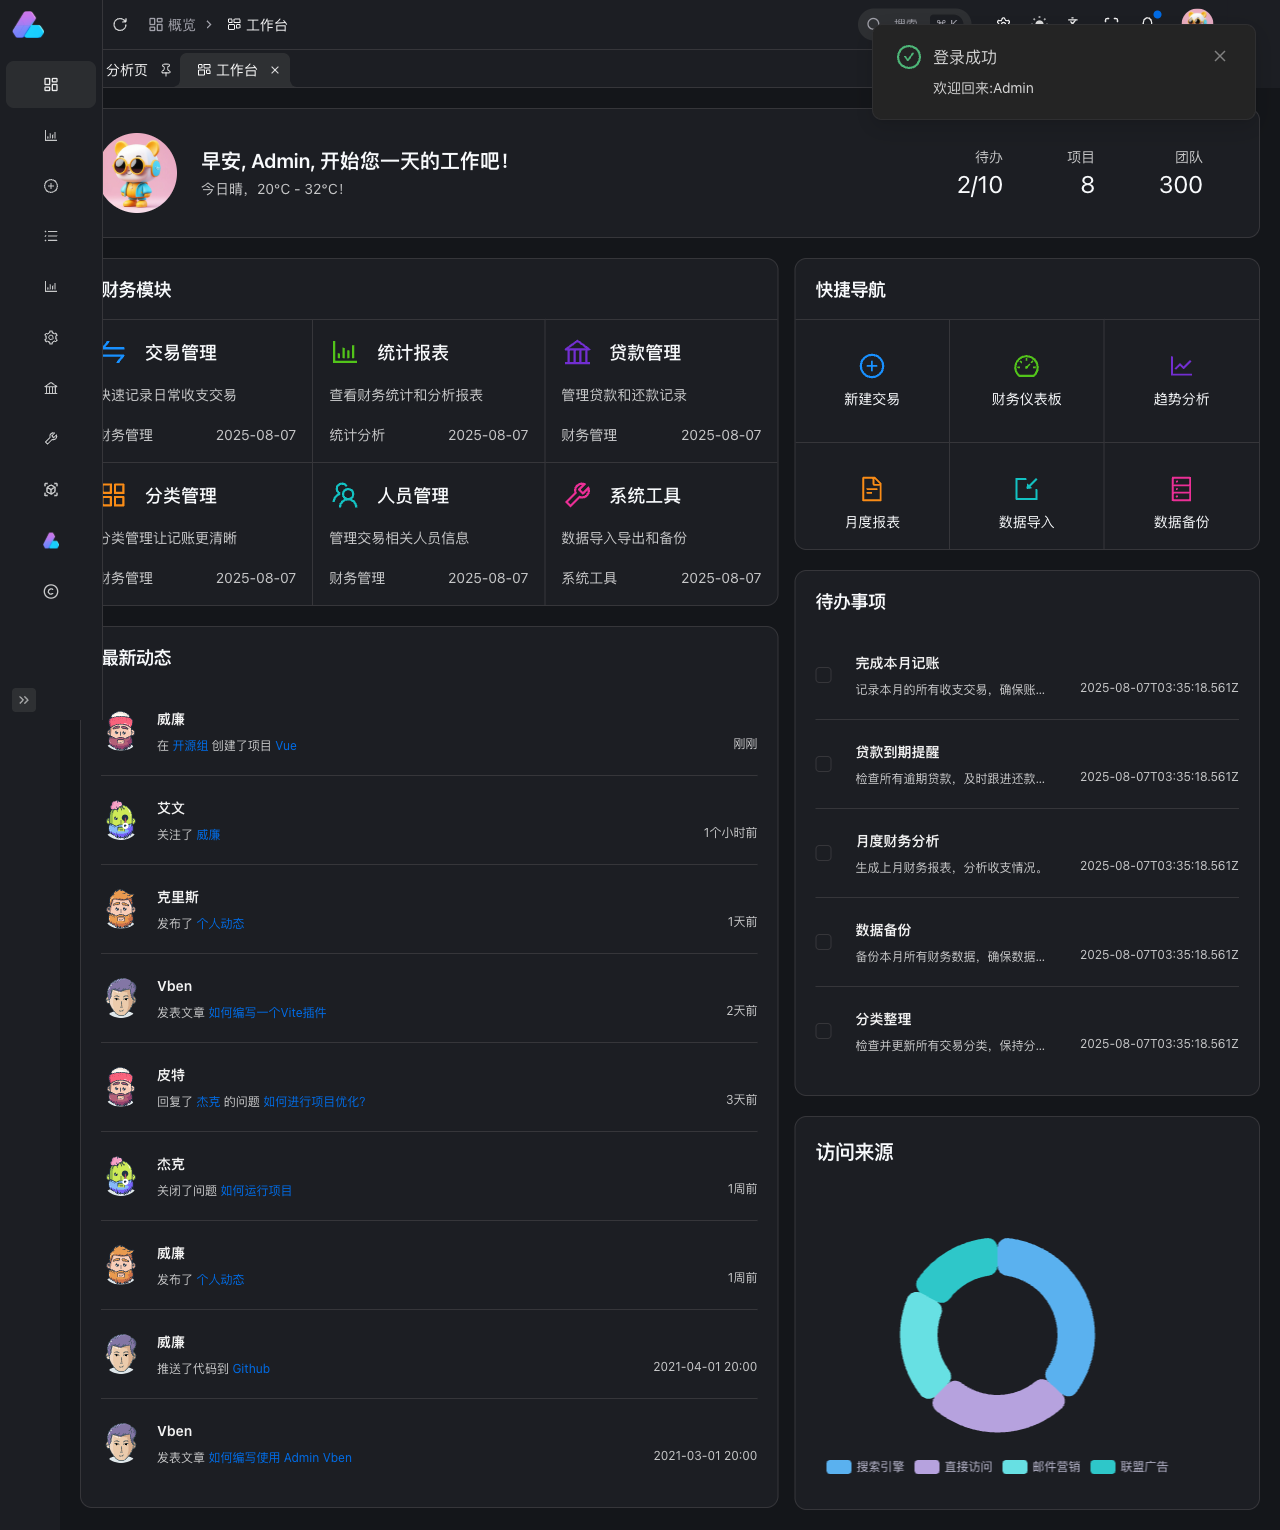 概览
工作台
搜索
⌘ K
分析页
工作台
登录成功
欢迎回来:Admin
早安, Admin, 开始您一天的工作吧！
今日晴，20℃ - 32℃！
待办
2/10
项目
8
团队
300
财务模块
交易管理
快速记录日常收支交易
财务管理
2025-08-07
统计报表
查看财务统计和分析报表
统计分析
2025-08-07
贷款管理
管理贷款和还款记录
财务管理
2025-08-07
分类管理
分类管理让记账更清晰
财务管理
2025-08-07
人员管理
管理交易相关人员信息
财务管理
2025-08-07
系统工具
数据导入导出和备份
系统工具
2025-08-07
最新动态
威廉
在 开源组 创建了项目 Vue
刚刚
艾文
关注了 威廉
1个小时前
克里斯
发布了 个人动态
1天前
Vben
发表文章 如何编写一个Vite插件
2天前
皮特
回复了 杰克 的问题 如何进行项目优化?
3天前
杰克
关闭了问题 如何运行项目
1周前
威廉
发布了 个人动态
1周前
威廉
推送了代码到 Github
2021-04-01 20:00
Vben
发表文章 如何编写使用 Admin Vben
2021-03-01 20:00
快捷导航
新建交易
财务仪表板
趋势分析
月度报表
数据导入
数据备份
待办事项
完成本月记账
记录本月的所有收支交易，确保账...
2025-08-07T03:35:18.561Z
贷款到期提醒
检查所有逾期贷款，及时跟进还款...
2025-08-07T03:35:18.561Z
月度财务分析
生成上月财务报表，分析收支情况。
2025-08-07T03:35:18.561Z
数据备份
备份本月所有财务数据，确保数据...
2025-08-07T03:35:18.561Z
分类整理
检查并更新所有交易分类，保持分...
2025-08-07T03:35:18.561Z
访问来源
搜索引擎
直接访问
邮件营销
联盟广告